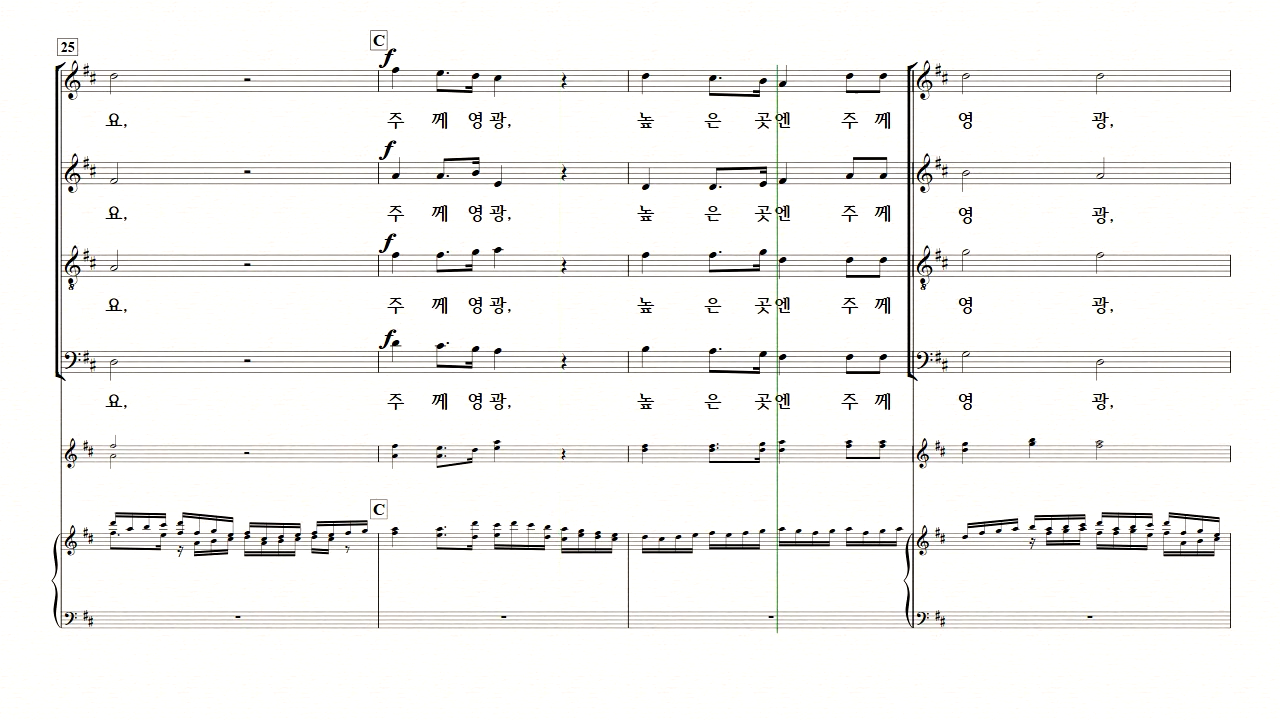 25
C
f
요, 주 께 영 광, 높 은 곳 엔 주 께 영 광,
f
요, 주 께 영 광, 높 은 곳 엔 주 께 영 광,
f
요, 주 께 영 광, 높 은 곳 엔 주 께 영 광,
f
요, 주 께 영 광, 높 은 곳 엔 주 께 영 광,
C